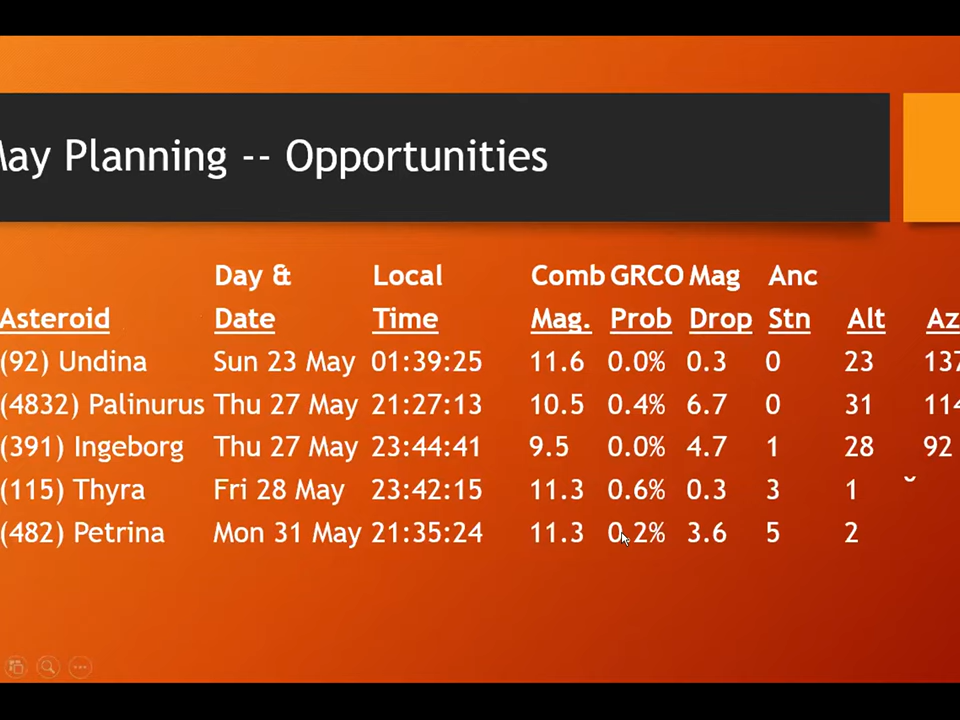 May Planning -- Opportunities
Day & Local Comb GRCO Mag Anc
Asteroid Date Time Mag. Prob Drop Stn Alt Az
(92) Undina Sun 23 May 01:39:25 11.6 0.0% 0.3 0 23 137
(4832) Palinurus Thu 27 May 21:27:13 10.5 0.4% 6.7 0 31 114
(391) Ingeborg Thu 27 May 23:44:41 9.5 0.0% 4.7 1 28 92
(115) Thyra Fri 28 May 23:42:15 11.3 0.6% 0.3 3 1
(482) Petrina Mon 31 May 21:35:24 11.3 0.2% 3.6 5 2